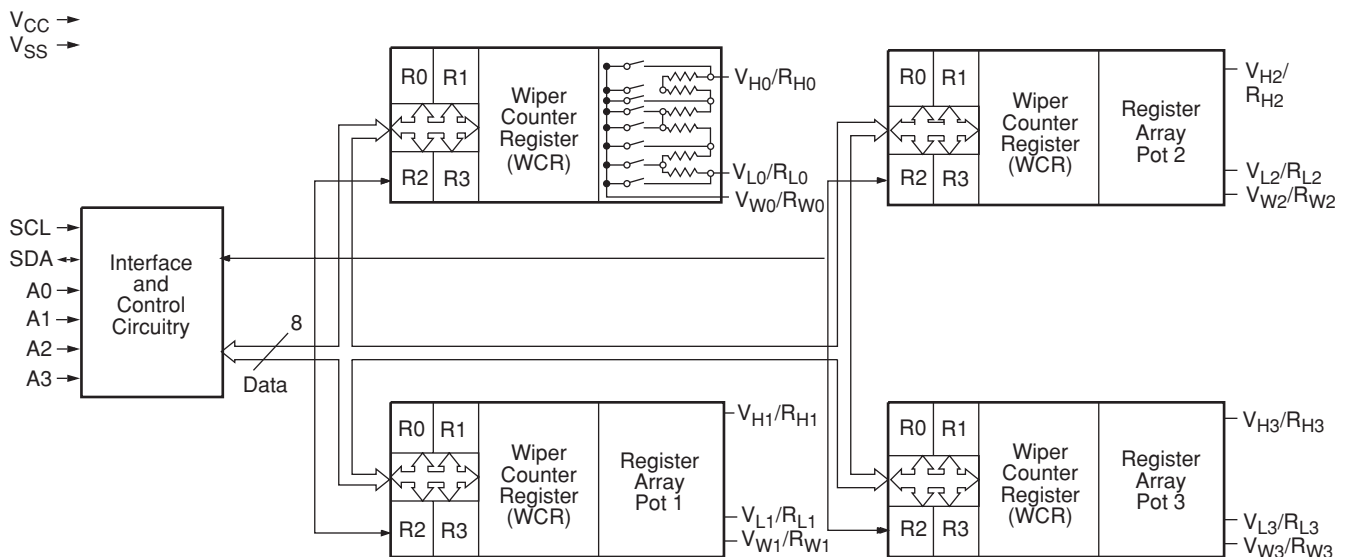 VCC
VSS
R0 R1
R2 R3
Wiper
Counter
Register
(WCR)
VH0/RH0
VL0/RL0
VW0/RW0
R0 R1
R2 R3
Wiper
Counter
Register
(WCR)
Register
Array
Pot 2
VH2/
RH2
VL2/RL2
VW2/RW2
SCL
SDA
A0
A1
A2
A3
Interface
and
Control
Circuitry
8
Data
R0 R1
R2 R3
Wiper
Counter
Register
(WCR)
Register
Array
Pot 1
VH1/RH1
VL1/RL1
VW1/RW1
R0 R1
R2 R3
Wiper
Counter
Register
(WCR)
Register
Array
Pot 3
VH3/RH3
VL3/RL3
VW3/RW3